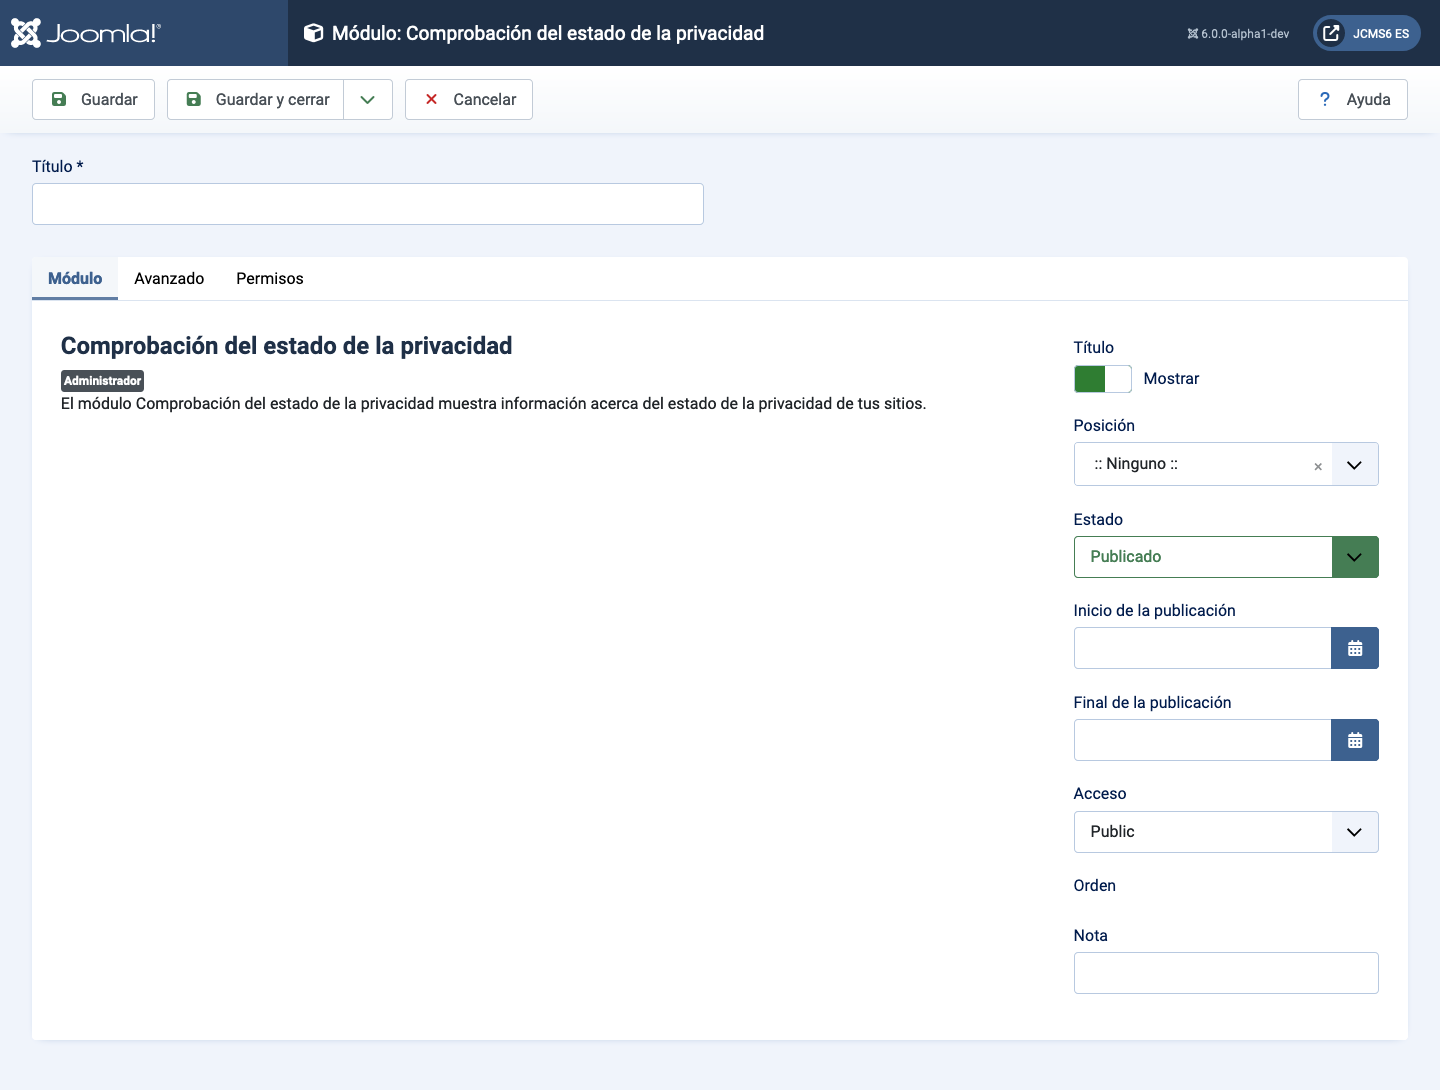 Joomla!
Módulo: Comprobación del estado de la privacidad
6.0.0-alpha1-dev
JCMS6 ES
Guardar
Guardar y cerrar
Cancelar
? Ayuda
Título *
Módulo
Avanzado
Permisos
Comprobación del estado de la privacidad
Administrador
El módulo Comprobación del estado de la privacidad muestra información acerca del estado de la privacidad de tus sitios.
Título
Mostrar
Posición
:: Ninguno ::
×
Estado
Publicado
Inicio de la publicación
Final de la publicación
Acceso
Public
Orden
Nota